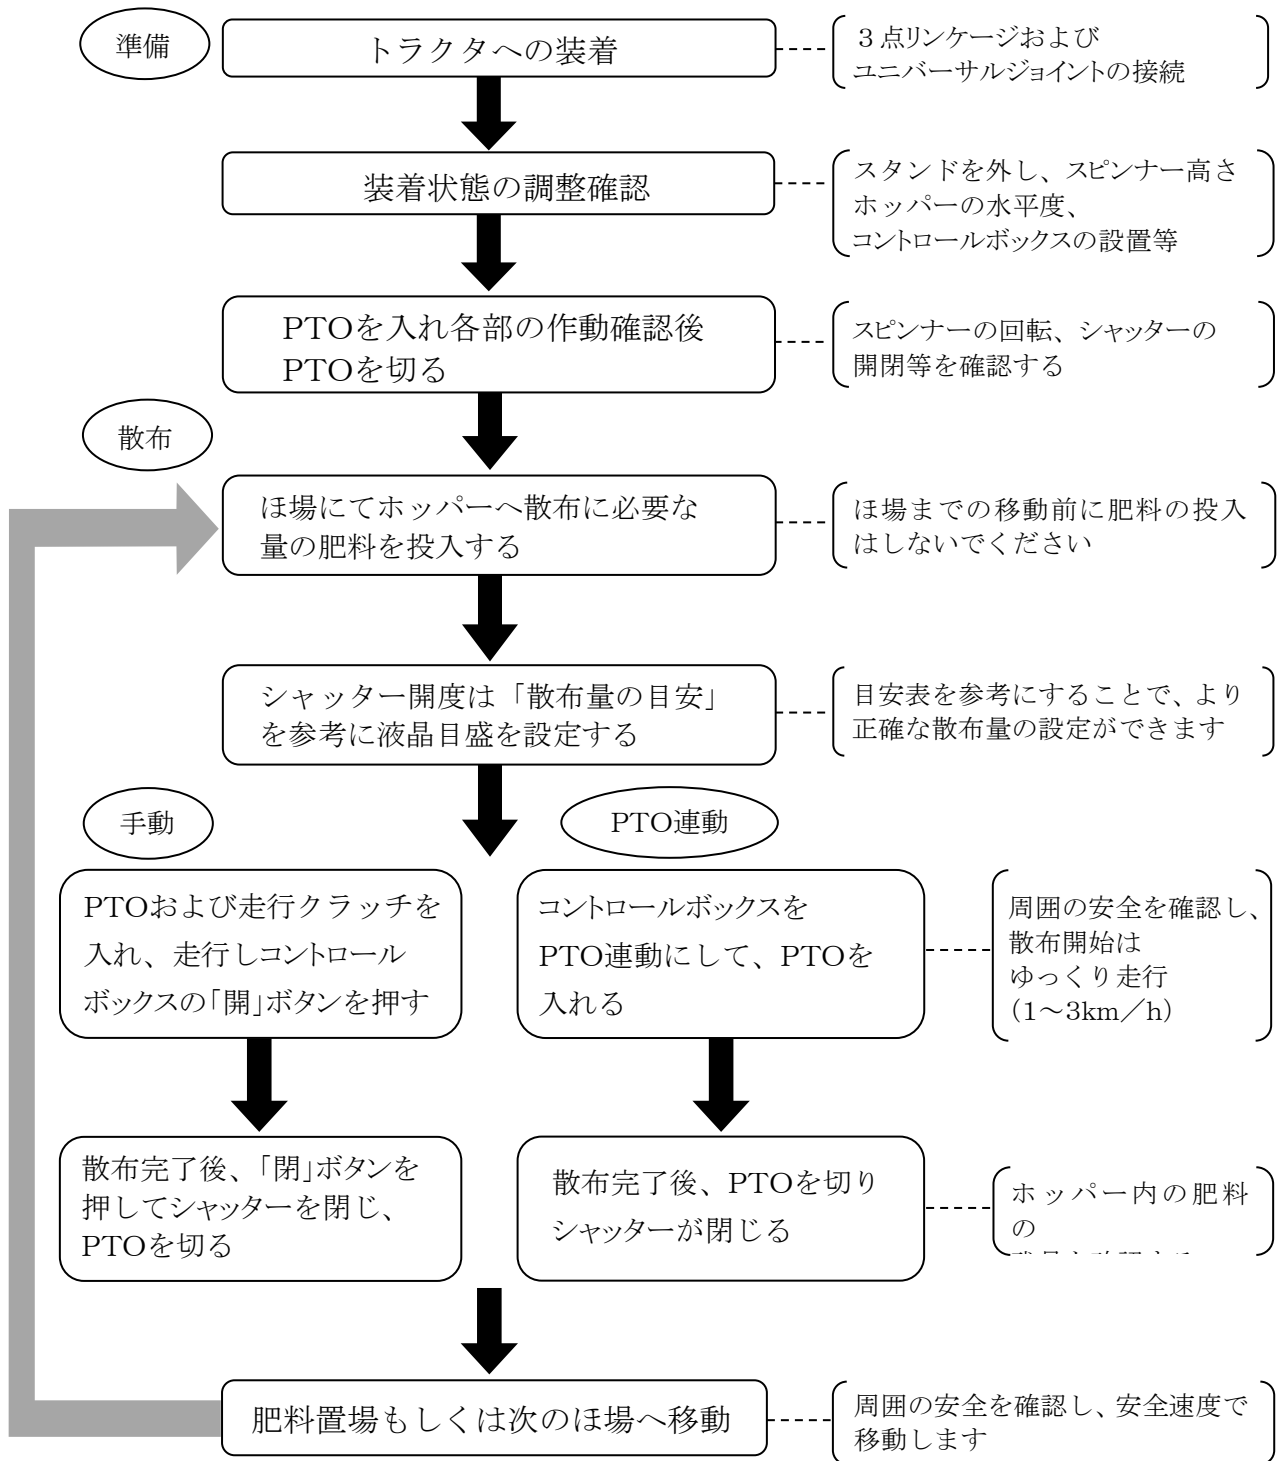 準備
トラクタへの装着
３点リンケージおよび
ユニバーサルジョイントの接続
装着状態の調整確認
スタンドを外し、スピンナー高さ
ホッパーの水平度、
コントロールボックスの設置等
PTOを入れ各部の作動確認後
PTOを切る
スピンナーの回転、シャッターの
開閉等を確認する
散布
ほ場にてホッパーへ散布に必要な
量の肥料を投入する
ほ場までの移動前に肥料の投入
はしないでください
シャッター開度は「散布量の目安」
を参考に液晶目盛を設定する
目安表を参考にすることで、より
正確な散布量の設定ができます
手動
PTO連動
PTOおよび走行クラッチを
入れ、走行しコントロール
ボックスの「開」ボタンを押す
コントロールボックスを
PTO連動にして、PTOを
入れる
周囲の安全を確認し、
散布開始は
ゆっくり走行
(1～3km／h)
散布完了後、「閉」ボタンを
押してシャッターを閉じ、
PTOを切る
散布完了後、PTOを切り
シャッターが閉じる
ホッパー内の肥料
の
肥料置場もしくは次のほ場へ移動
周囲の安全を確認し、安全速度で
移動します